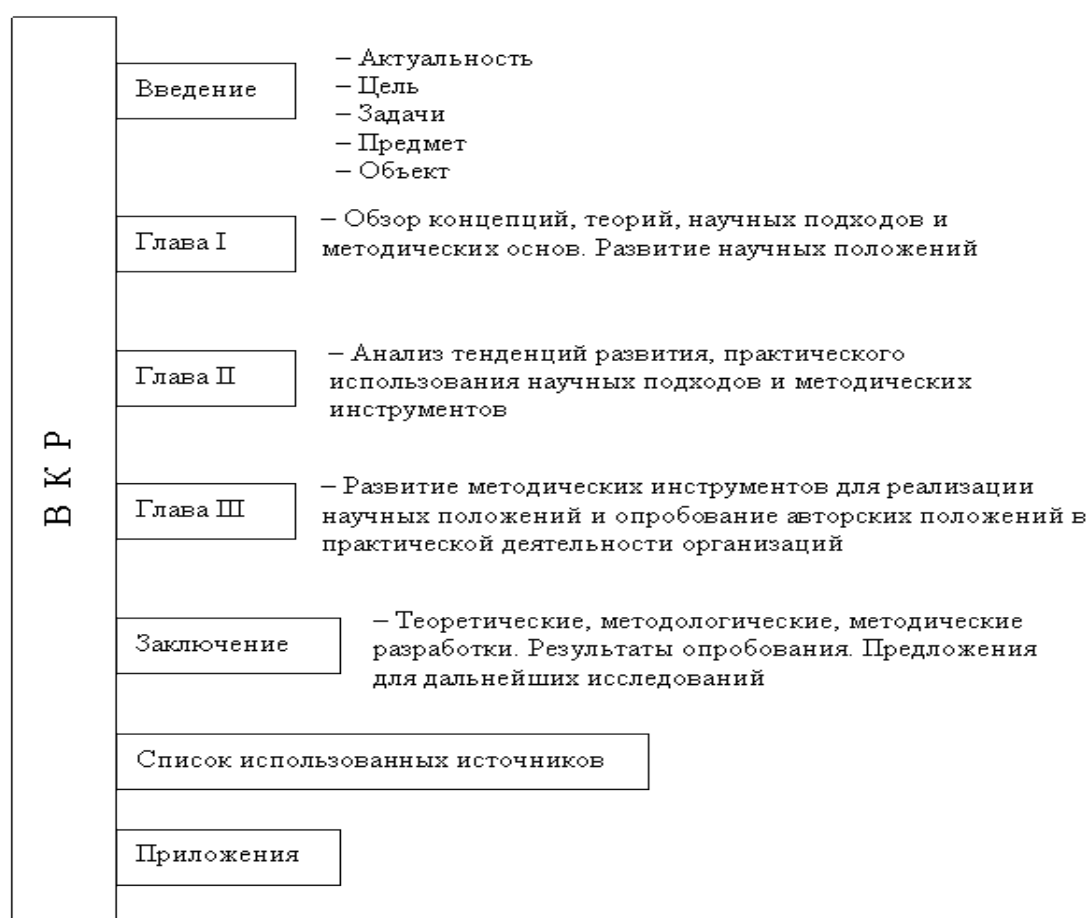 В К Р
Введение
– Актуальность
– Цель
– Задачи
– Предмет
– Объект
Глава I
– Обзор концепций, теорий, научных подходов и
методических основ. Развитие научных положений
Глава II
– Анализ тенденций развития, практического
использования научных подходов и методических
инструментов
Глава III
– Развитие методических инструментов для реализации
научных положений и опробование авторских положений в
практической деятельности организаций
Заключение
– Теоретические, методологические, методические
разработки. Результаты опробования. Предложения
для дальнейших исследований
Список использованных источников
Приложения